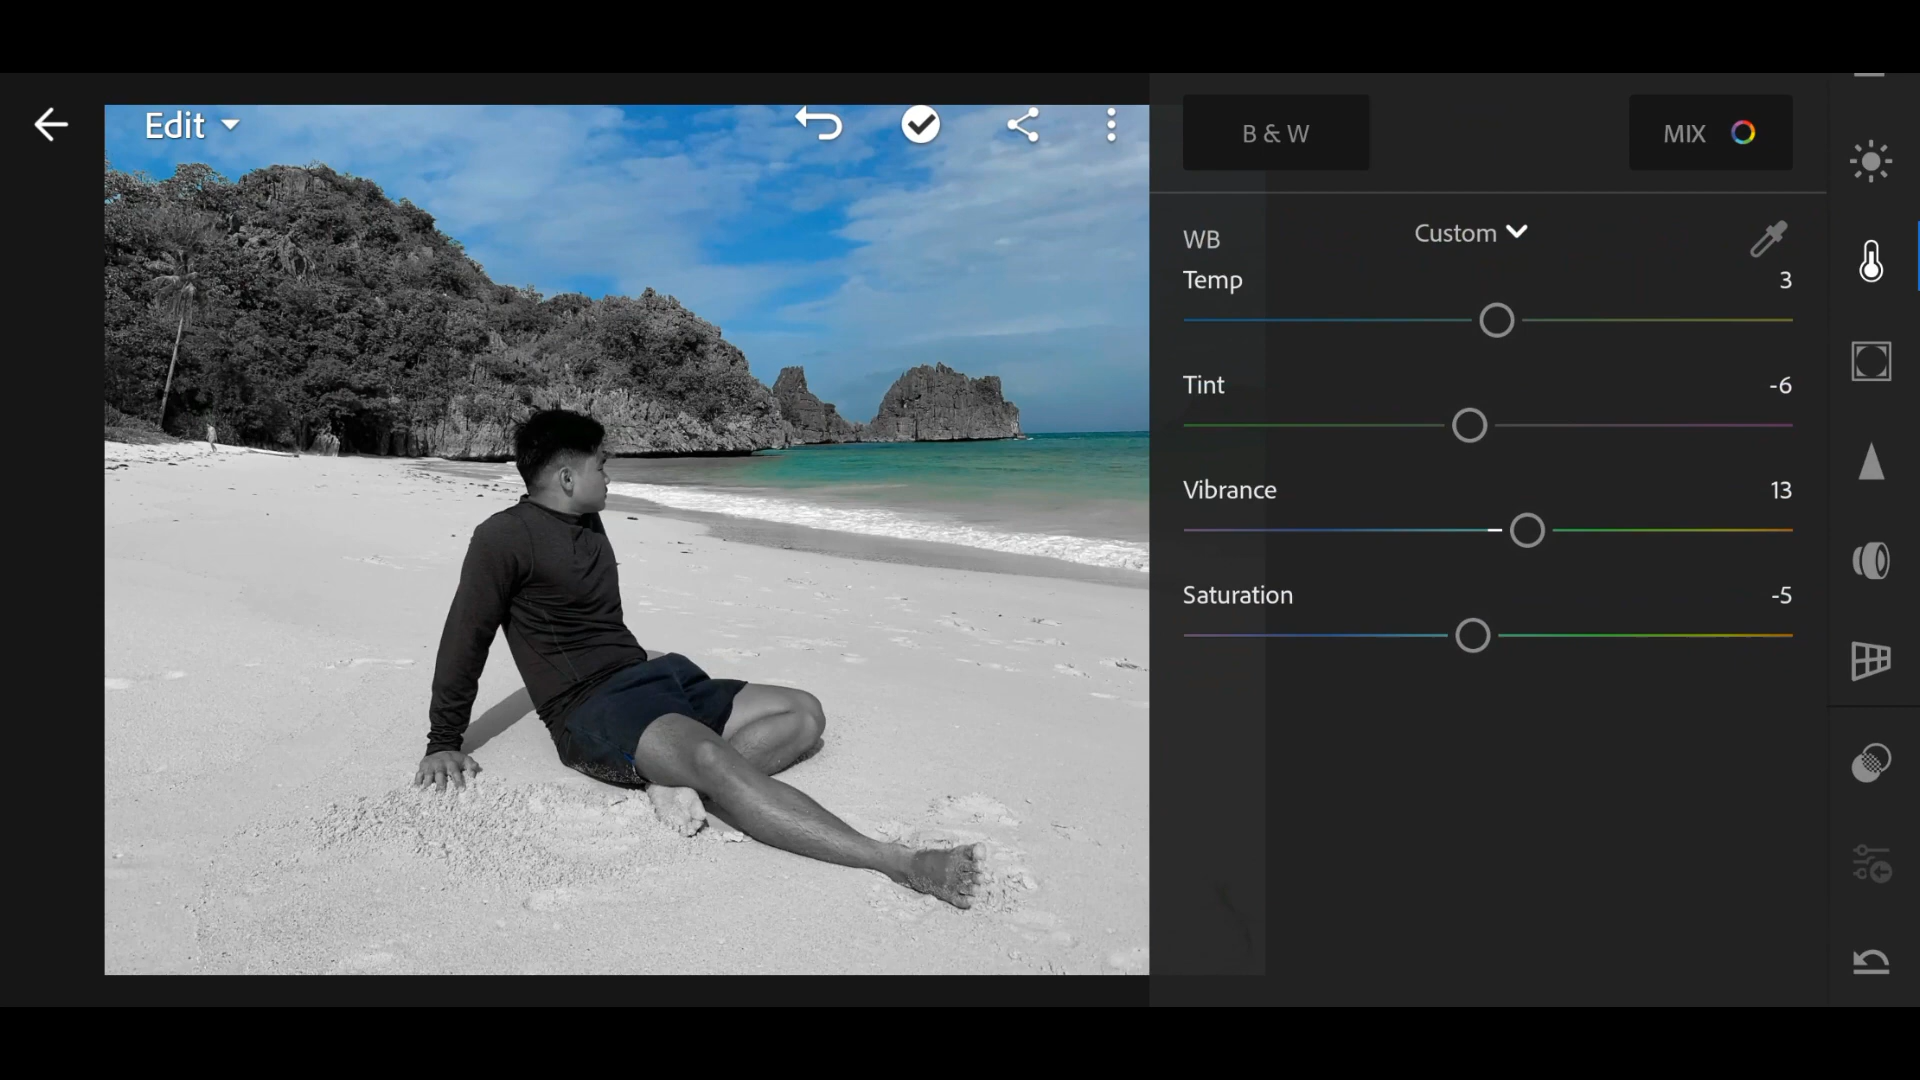 Edit
B & W
MIX
WB
Custom
Temp
3
Tint
-6
Vibrance
13
Saturation
-5